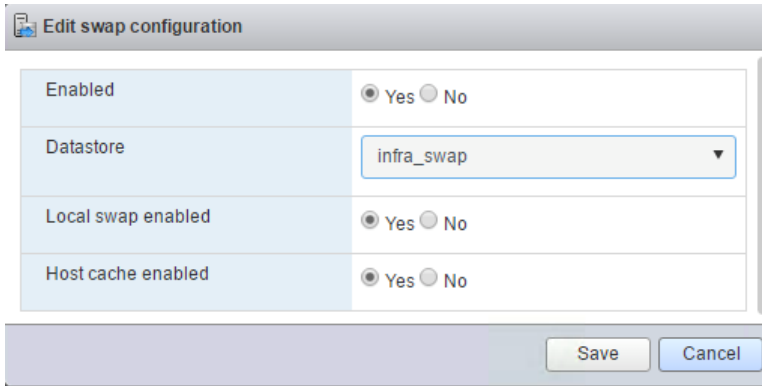 Edit swap configuration
Enabled Yes No
Datastore infra_swap
Local swap enabled Yes No
Host cache enabled Yes No
Save Cancel